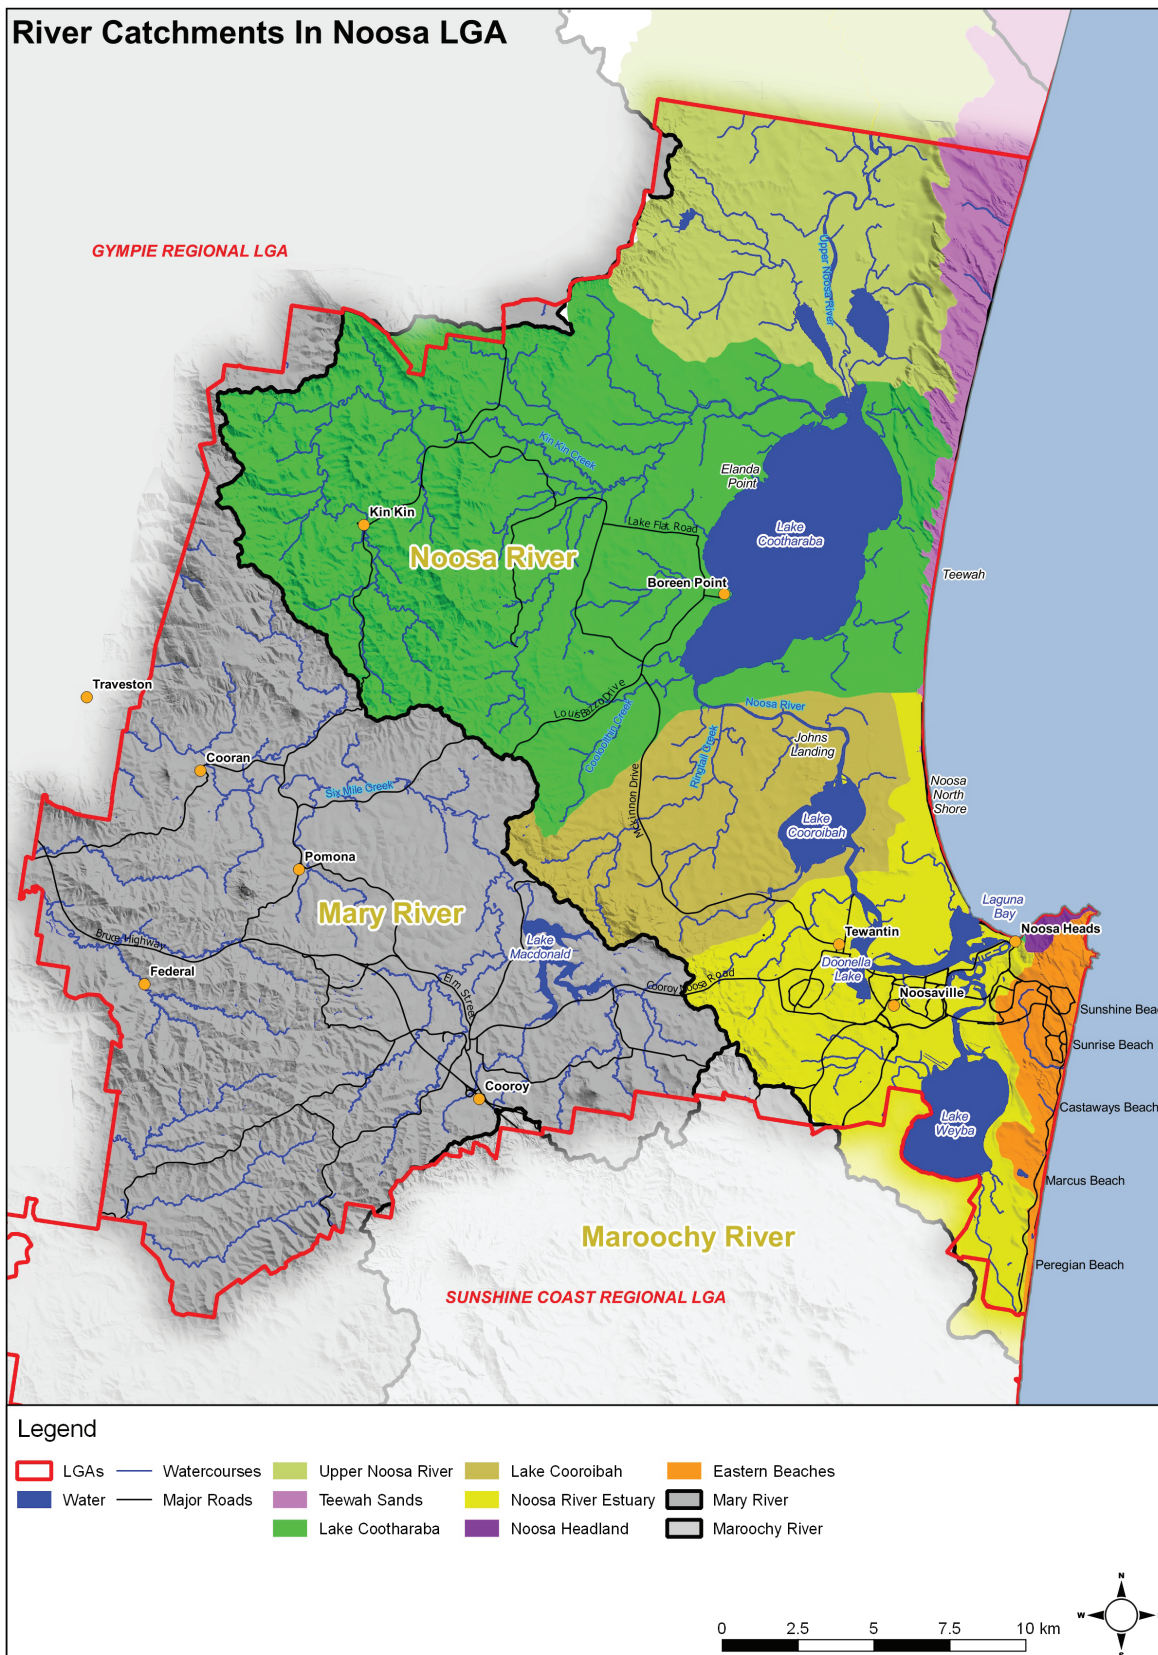 River Catchments In Noosa LGA
GYMPIE REGIONAL LGA
Upper Noosa River
Kin Kin Creek
Elanda
Point
Kin Kin
Lake Flat Road
Lake
Cootharaba
Noosa River
Boreen Point
Teewah
Traveston
Louis Bazzo Drive
Noosa River
Cooloothin Creek
Ringtail Creek
Johns
Landing
Cooran
Six Mile Creek
McKinnon Drive
Noosa
North
Shore
Lake
Cooroibah
Pomona
Mary River
Laguna
Bay
Noosa Heads
Tewantin
Bruce Highway
Lake
Macdonald
Doonella
Lake
Federal
Elm Street
Cooroy Noosa Road
Noosaville
Sunshine Bea
Sunrise Beach
Cooroy
Castaways Beach
Lake
Weyba
Marcus Beach
Maroochy River
Peregian Beach
SUNSHINE COAST REGIONAL LGA
Legend
LGAs
Watercourses
Upper Noosa River
Lake Cooroibah
Eastern Beaches
Water
Major Roads
Teewah Sands
Noosa River Estuary
Mary River
Lake Cootharaba
Noosa Headland
Maroochy River
N
W
S
0 2.5 5 7.5 10 km